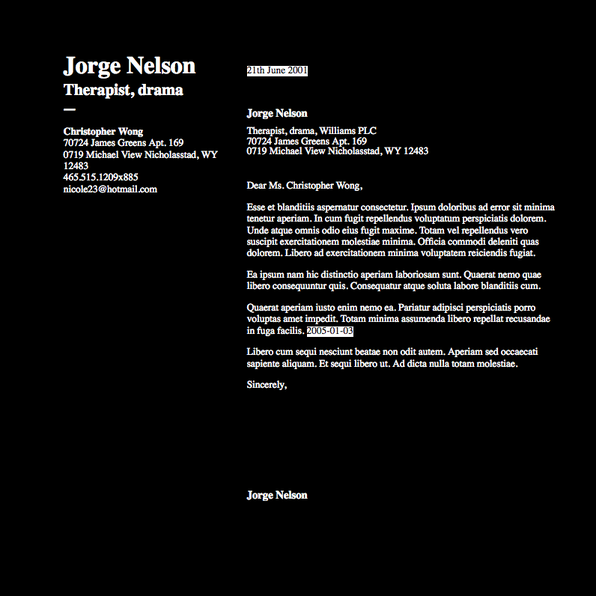 Jorge Nelson
Therapist, drama
Christopher Wong
70724 James Greens Apt. 169
0719 Michael View Nicholasstad, WY
12483
465.515.1209x885
nicole23@hotmail.com
21th June 2001
Jorge Nelson
Therapist, drama, Williams PLC
70724 James Greens Apt. 169
0719 Michael View Nicholasstad, WY 12483
Dear Ms. Christopher Wong,
Esse et blanditiis aspernatur consectetur. Ipsum doloribus ad error sit minima
tenetur aperiam. In cum fugit repellendus voluptatum perspiciatis dolorem.
Unde atque omnis odio eius fugit maxime. Totam vel repellendus vero
suscipit exercitationem molestiae minima. Officia commodi deleniti quas
dolorem. Libero ad exercitationem minima voluptatem reiciendis fugiat.
Ea ipsum nam hic distinctio aperiam laboriosam sunt. Quaerat nemo quae
libero consequuntur quis. Consequatur atque soluta labore blanditiis cum.
Quaerat aperiam iusto enim nemo ea. Pariatur adipisci perspiciatis porro
voluptas amet impedit. Totam minima assumenda libero repellat recusandae
in fuga facilis. 2005-01-03
Libero cum sequi nesciunt beatae non odit autem. Aperiam sed occaecati
sapiente aliquam. Et sequi libero ut. Ad dicta nulla totam molestiae.
Sincerely,
Jorge Nelson